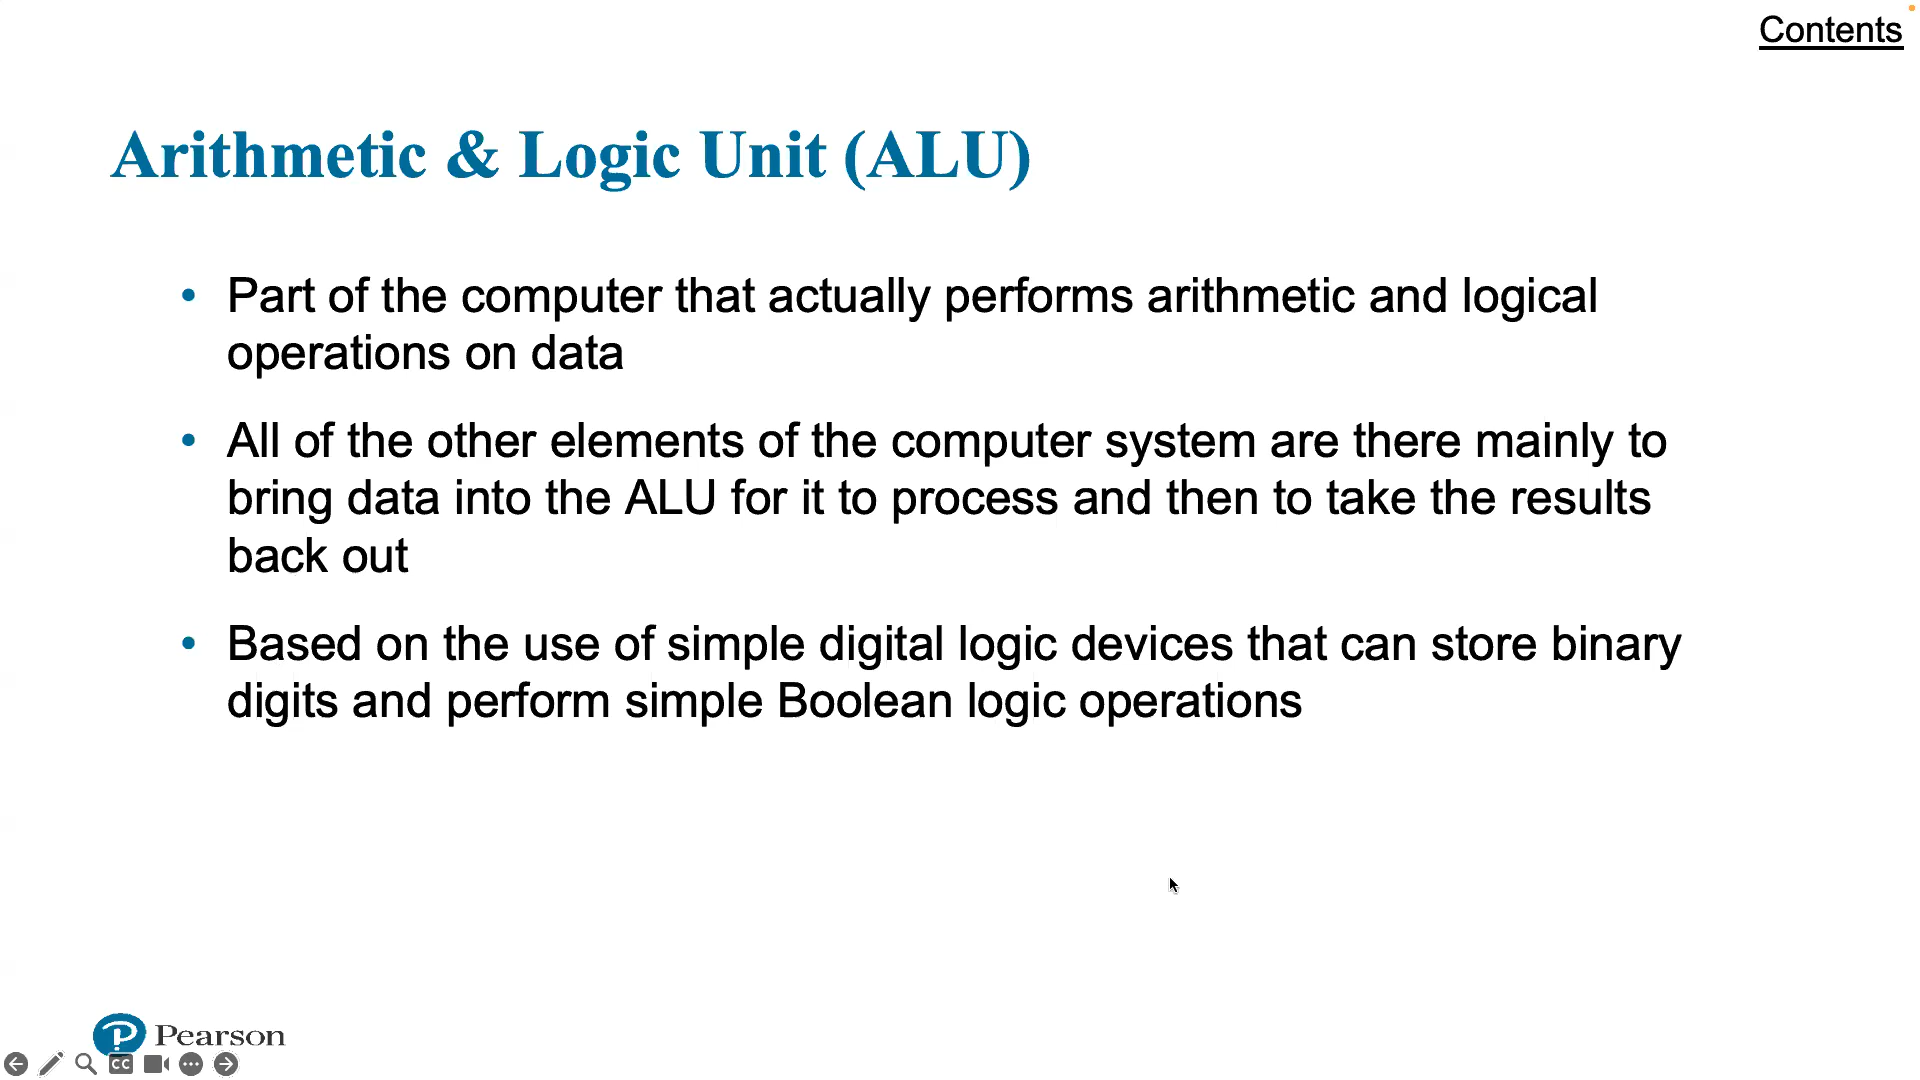 Contents
Arithmetic & Logic Unit (ALU)
• Part of the computer that actually performs arithmetic and logical
operations on data
• All of the other elements of the computer system are there mainly to
bring data into the ALU for it to process and then to take the results
back out
• Based on the use of simple digital logic devices that can store binary
digits and perform simple Boolean logic operations
P Pearson
CC